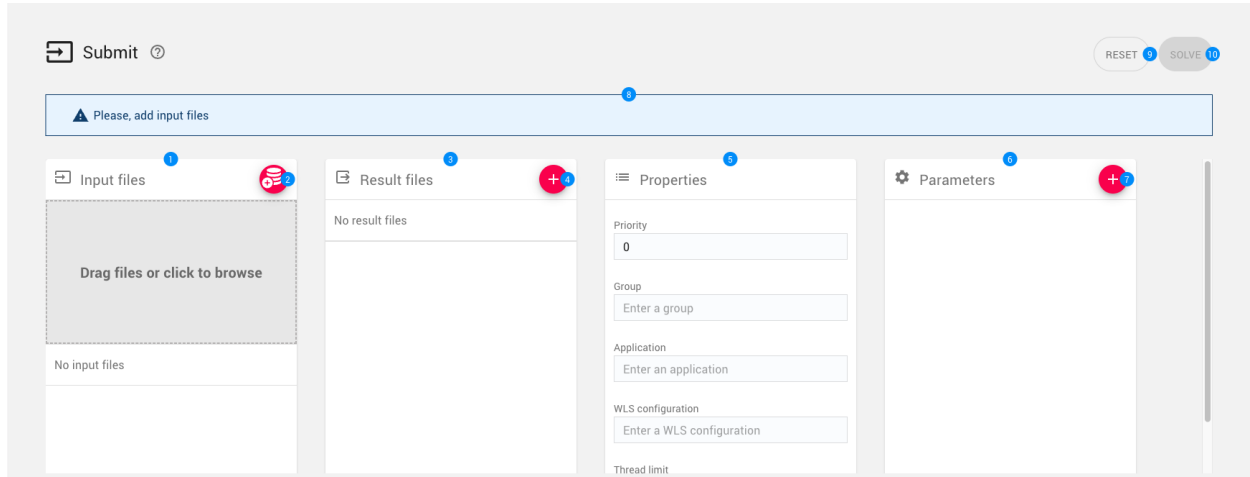 Submit
RESET 9 SOLVE 10
8
Please, add input files
1
Input files 2
Drag files or click to browse
No input files
3
Result files + 4
No result files
5
Properties
Priority
0
Group
Enter a group
Application
Enter an application
WLS configuration
Enter a WLS configuration
Thread limit
6
Parameters + 7